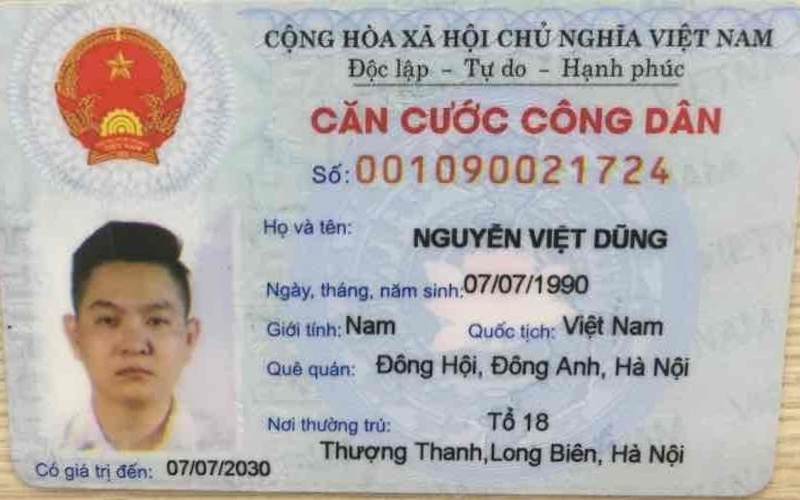 CỘNG HÒA XÃ HỘI CHỦ NGHĨA VIỆT NAM
Độc lập - Tự do - Hạnh phúc
CĂN CƯỚC CÔNG DÂN
Số: 001090021724
Họ và tên: NGUYỄN VIỆT DŨNG
Ngày, tháng, năm sinh: 07/07/1990
Giới tính: Nam Quốc tịch: Việt Nam
Quê quán: Đông Hội, Đông Anh, Hà Nội
Nơi thường trú: Tổ 18
Thượng Thanh,Long Biên, Hà Nội
Có giá trị đến: 07/07/2030